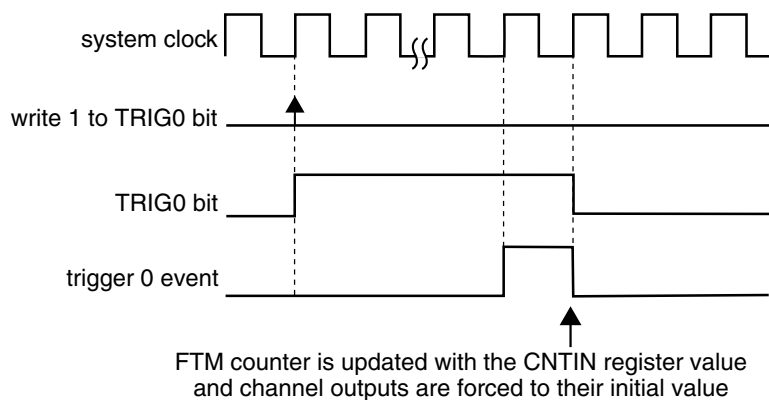 system clock
write 1 to TRIG0 bit
TRIG0 bit
trigger 0 event
FTM counter is updated with the CNTIN register value
and channel outputs are forced to their initial value